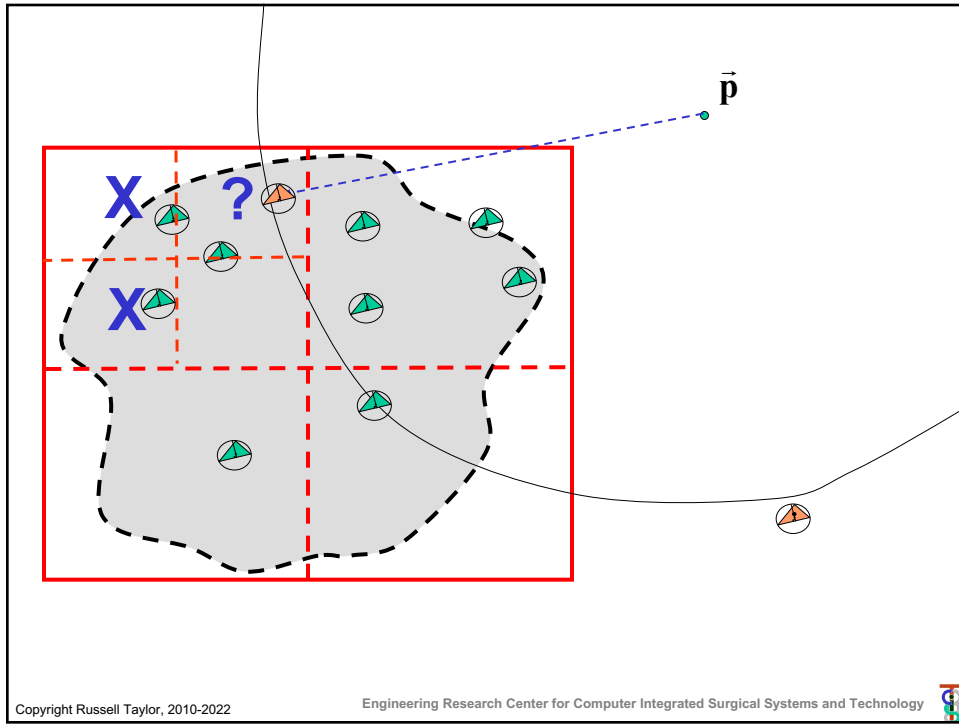 p⃗
X ?
X
Copyright Russell Taylor, 2010-2022
Engineering Research Center for Computer Integrated Surgical Systems and Technology